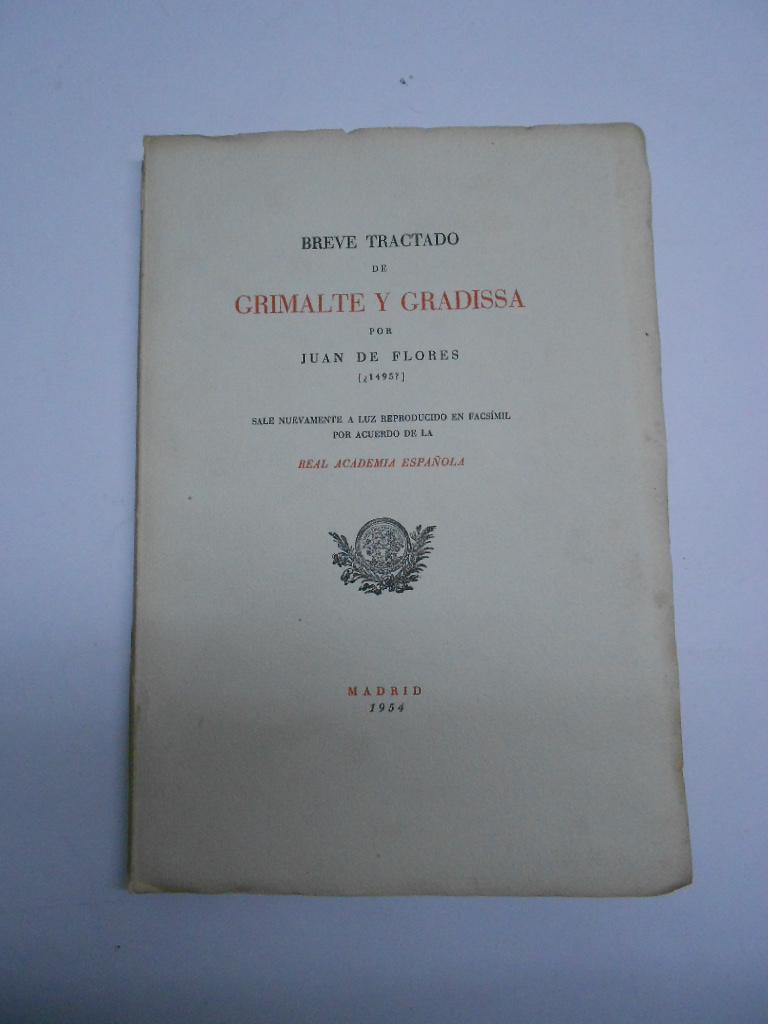 BREVE TRACTADO
DE
GRIMALTE Y GRADISSA
POR
JUAN DE FLORES
[¿1495?]
SALE NUEVAMENTE A LUZ REPRODUCIDO EN FACSÍMIL
POR ACUERDO DE LA
REAL ACADEMIA ESPAÑOLA
MADRID
1954